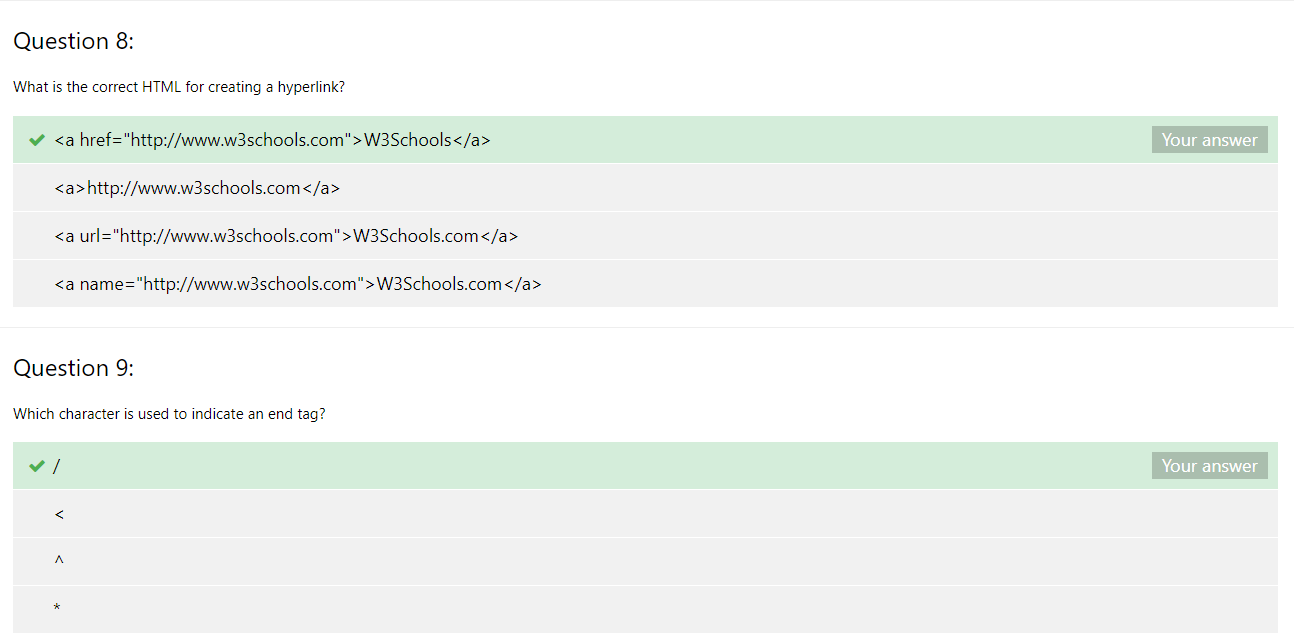 Question 8:
What is the correct HTML for creating a hyperlink?
<a href="http://www.w3schools.com">W3Schools</a>
Your answer
<a>http://www.w3schools.com</a>
<a url="http://www.w3schools.com">W3Schools.com</a>
<a name="http://www.w3schools.com">W3Schools.com</a>
Question 9:
Which character is used to indicate an end tag?
/
Your answer
<
^
*